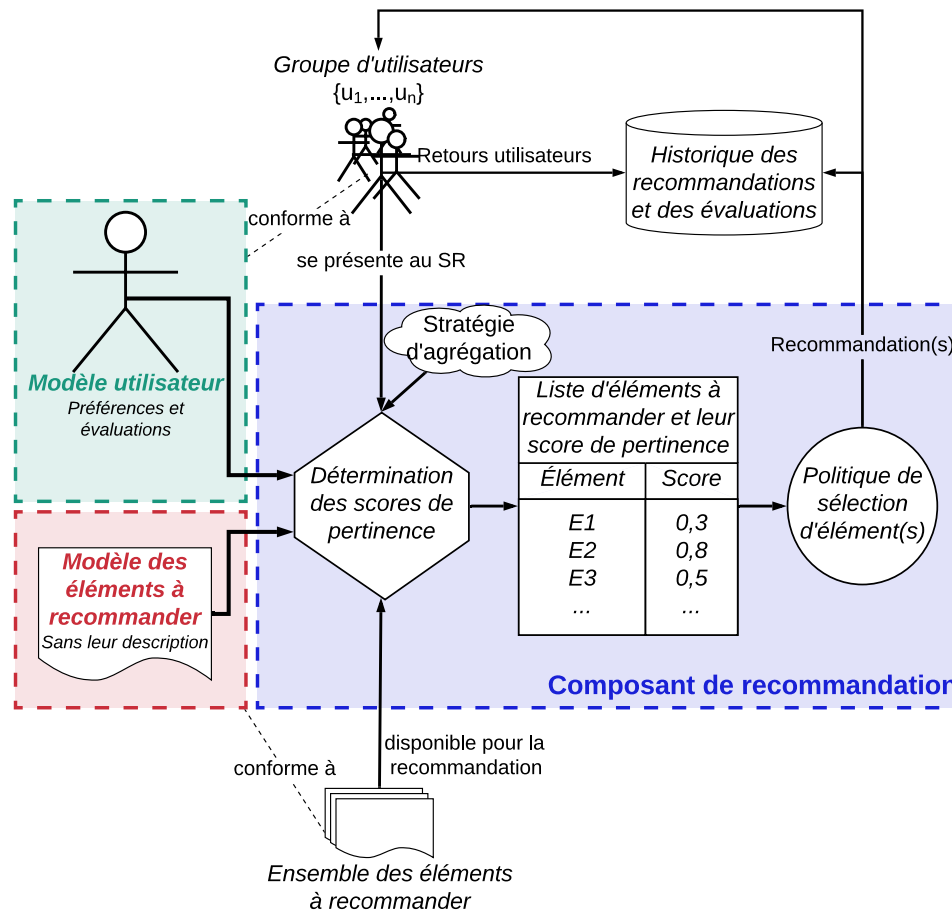 Groupe d'utilisateurs
{u1,...,un}
Retours utilisateurs
Historique des
recommandations
et des évaluations
conforme à
se présente au SR
Stratégie
d'agrégation
Recommandation(s)
Modèle utilisateur
Préférences et
évaluations
Liste d'éléments à
recommander et leur
score de pertinence
Élément Score
E1 0,3
E2 0,8
E3 0,5
... ...
Détermination
des scores de
pertinence
Politique de
sélection
d'élément(s)
Modèle des
éléments à
recommander
Sans leur description
Composant de recommandation
disponible pour la
recommandation
conforme à
Ensemble des éléments
à recommander